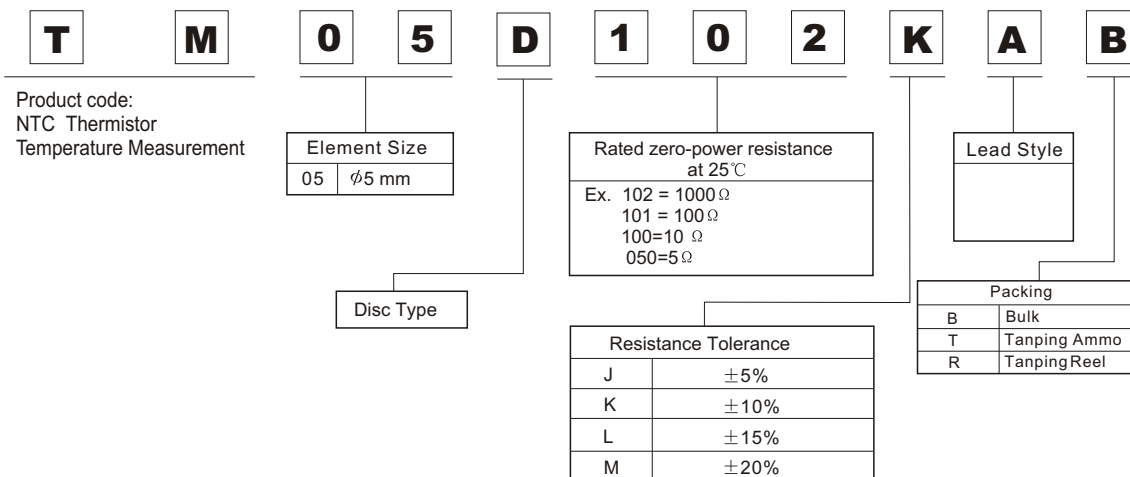 T M 0 5 D 1 0 2 K A B
Product code:
NTC Thermistor
Temperature Measurement
Element Size
05 ϕ5 mm
Disc Type
Rated zero-power resistance
at 25℃
Ex. 102 = 1000Ω
101 = 100Ω
100=10 Ω
050=5Ω
Resistance Tolerance
J ±5%
K ±10%
L ±15%
M ±20%
Lead Style
Packing
B Bulk
T Tanping Ammo
R Tanping Reel